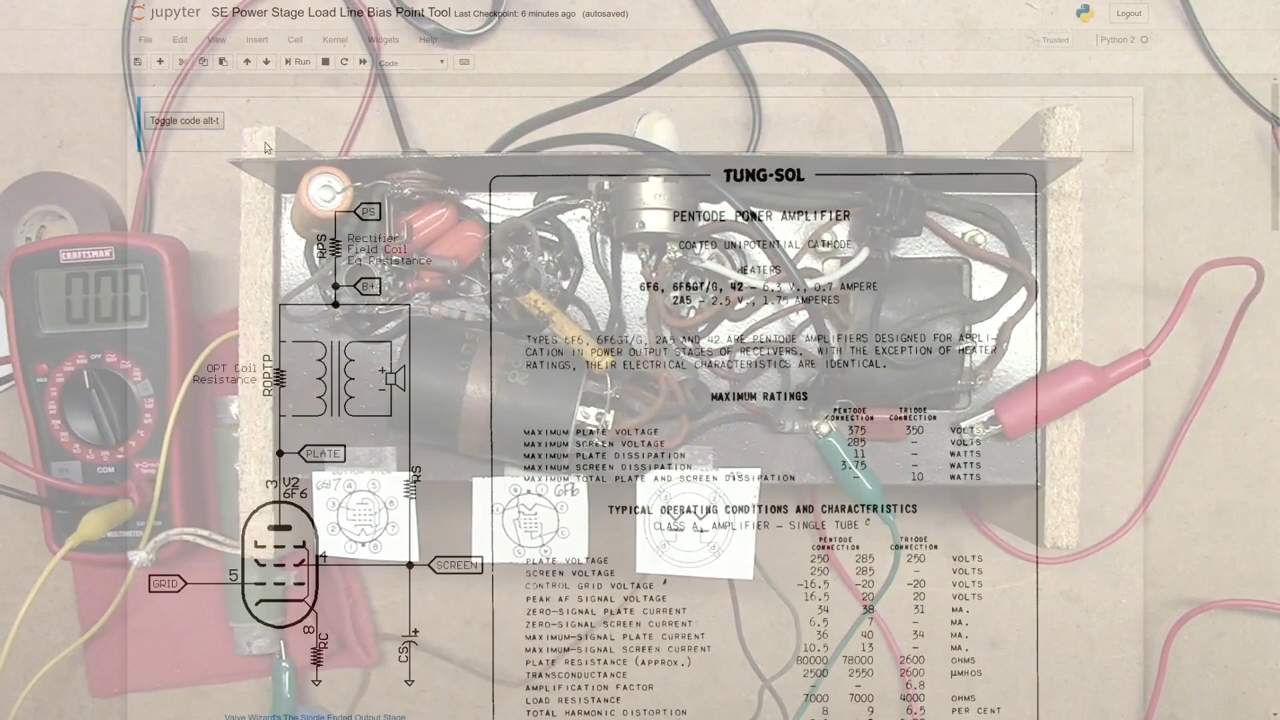 jupyter SE Power Stage Load Line Bias Point Tool Last Checkpoint: 6 minutes ago (autosaved)
Logout
File Edit View Insert Cell Kernel Widgets Help
Trusted | Python 2
Run
Code
Toggle code alt-t
PS
RPS
Rectifier
Field Coil
Eq Resistance
B+
OPT Coil
Resistance
ROPTP
PLATE
3
V2
6F6
RS
4
SCREEN
GRID
5
8
RC
CS
+
Valve Wizard's The Single Ended Output Stage
CRAFTSMAN
000
OFF
COM
MULTIMETER
6F6
TUNG-SOL
PENTODE POWER AMPLIFIER
COATED UNIPOTENTIAL CATHODE
HEATERS
6F6, 6F6GT/G, 42 – 6.3 V., 0.7 AMPERE
2A5 – 2.5 V., 1.75 AMPERES
TYPES 6F6, 6F6GT/G, 2A5 AND 42 ARE PENTODE AMPLIFIERS DESIGNED FOR APPLI-
CATION IN POWER OUTPUT STAGES OF RECEIVERS. WITH THE EXCEPTION OF HEATER
RATINGS, THEIR ELECTRICAL CHARACTERISTICS ARE IDENTICAL.
MAXIMUM RATINGS
PENTODE CONNECTION TRIODE CONNECTION
MAXIMUM PLATE VOLTAGE 375 350 VOLTS
MAXIMUM SCREEN VOLTAGE 285 – VOLTS
MAXIMUM PLATE DISSIPATION 11 – WATTS
MAXIMUM SCREEN DISSIPATION 3.75 – WATTS
MAXIMUM TOTAL PLATE AND SCREEN DISSIPATION – 10 WATTS
TYPICAL OPERATING CONDITIONS AND CHARACTERISTICS
CLASS A1 AMPLIFIER – SINGLE TUBE C
PENTODE CONNECTION TRIODE CONNECTION
PLATE VOLTAGE 250 285 250 VOLTS
SCREEN VOLTAGE 250 285 – VOLTS
CONTROL GRID VOLTAGE A -16.5 -20 -20 VOLTS
PEAK AF SIGNAL VOLTAGE 16.5 20 20 VOLTS
ZERO-SIGNAL PLATE CURRENT 34 38 31 MA.
ZERO-SIGNAL SCREEN CURRENT 6.5 7 – MA.
MAXIMUM-SIGNAL PLATE CURRENT 36 40 34 MA.
MAXIMUM-SIGNAL SCREEN CURRENT 10.5 13 – MA.
PLATE RESISTANCE (APPROX.) 80000 78000 2600 OHMS
TRANSCONDUCTANCE 2500 2550 2600 µMHOS
AMPLIFICATION FACTOR – – 6.8
LOAD RESISTANCE 7000 7000 4000 OHMS
TOTAL HARMONIC DISTORTION 8 9 6.5 PER CENT